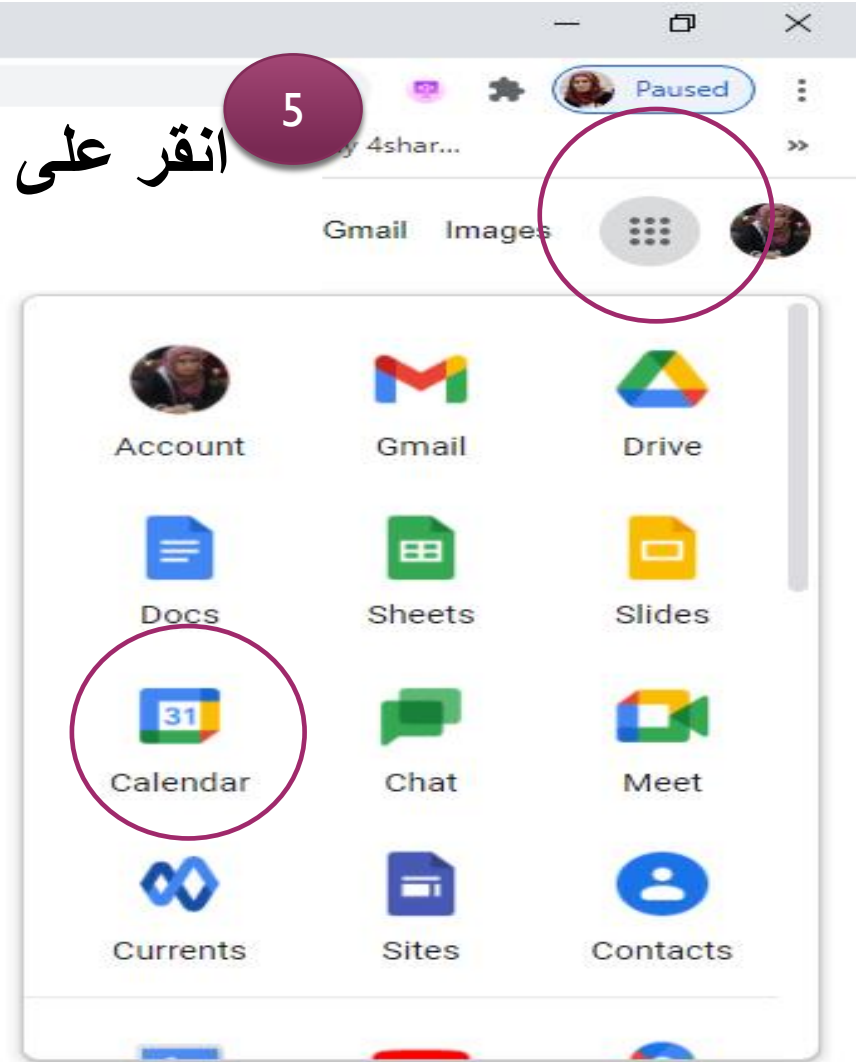 Paused
5
انقر على
y 4shar...
Gmail Images
Account Gmail Drive
Docs Sheets Slides
31
Calendar Chat Meet
Currents Sites Contacts